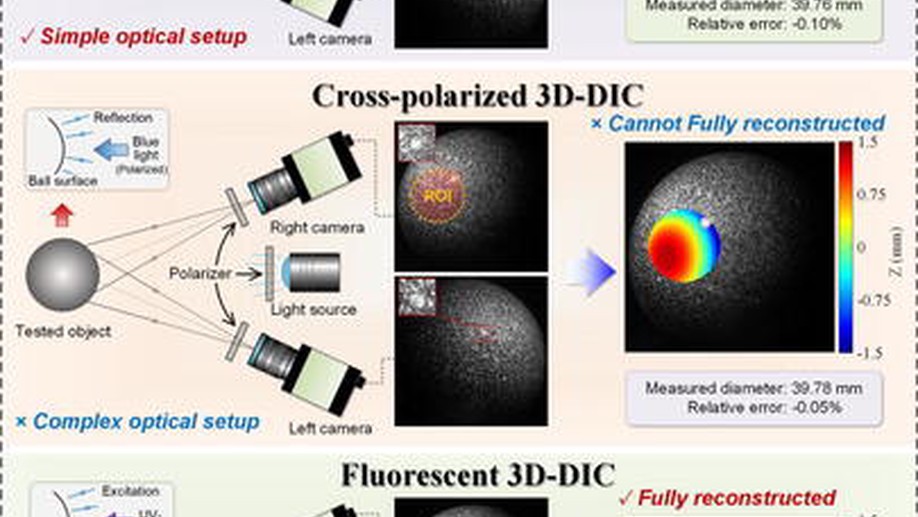 Measured diameter: 39.76 mm
Relative error: -0.10%
✓ Simple optical setup
Left camera
Cross-polarized 3D-DIC
× Cannot Fully reconstructed
Reflection
Blue
light
(Polarized)
Ball surface
ROI
Right camera
Polarizer
Light source
Tested object
1.5
0.75
0
-0.75
-1.5
Z (mm)
Measured diameter: 39.78 mm
Relative error: -0.05%
× Complex optical setup
Left camera
Fluorescent 3D-DIC
✓ Fully reconstructed
Excitation
UV-